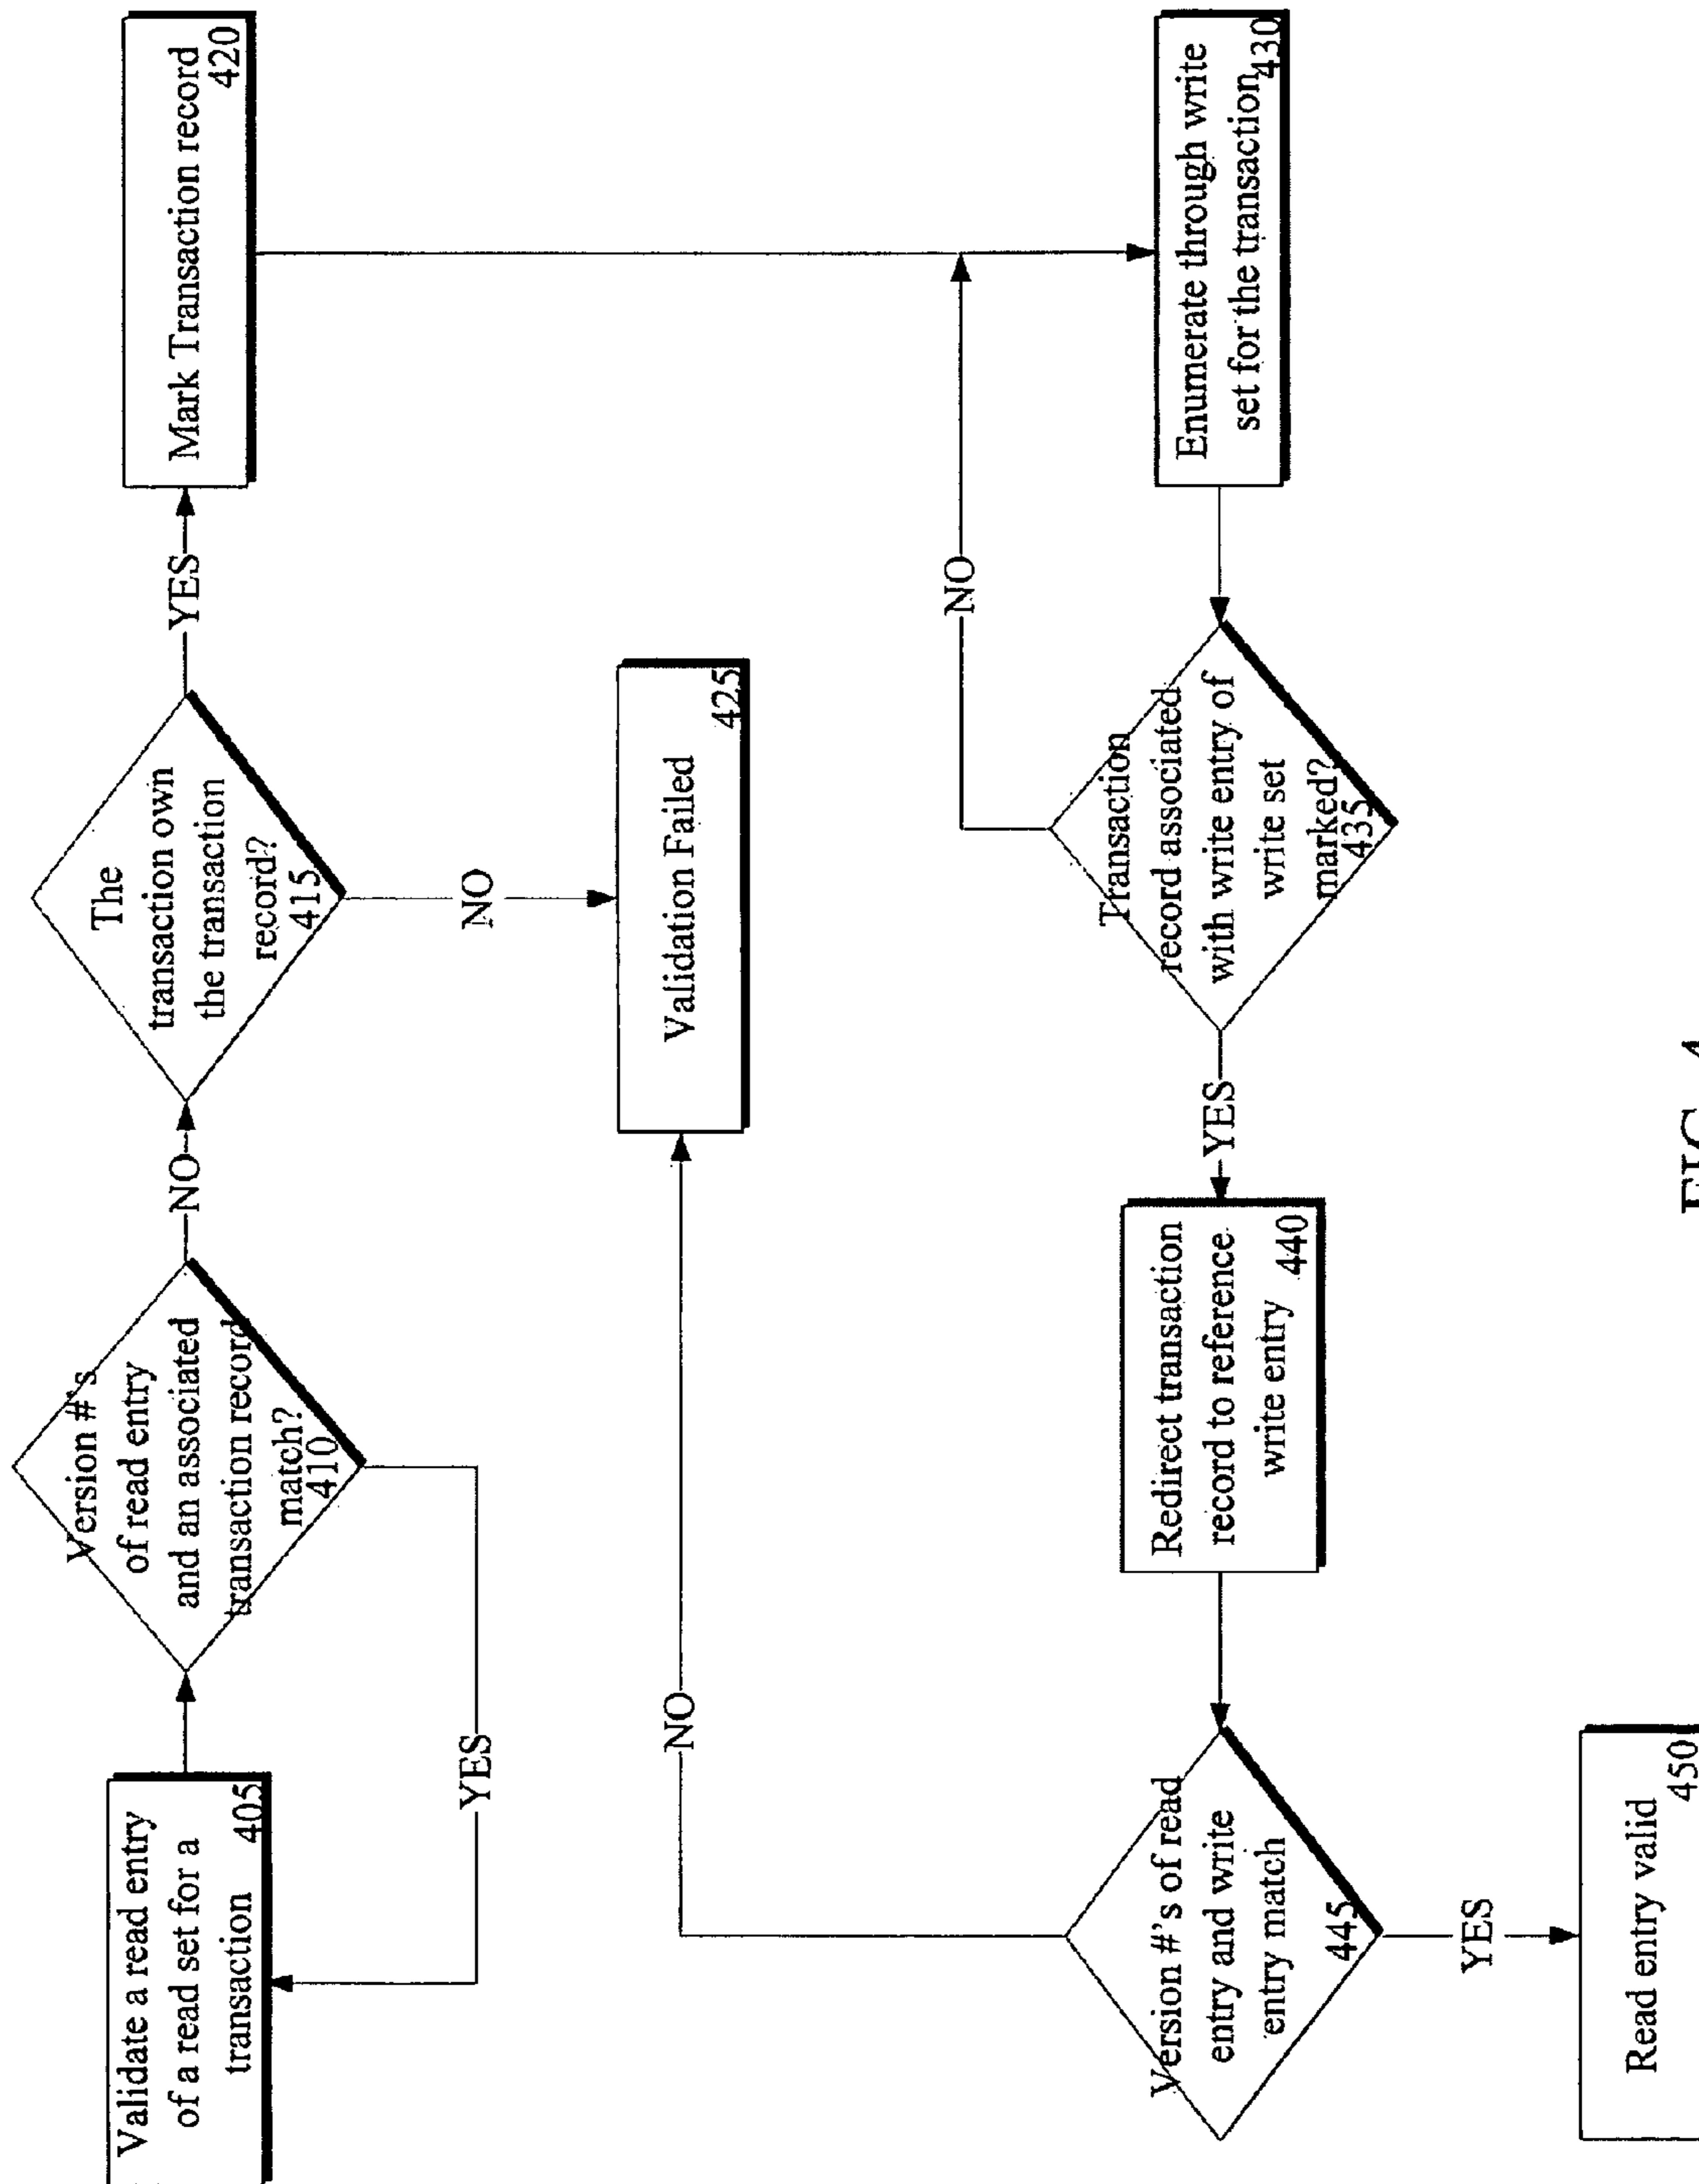 Validate a read entry
of a read set for a
transaction
405
Version #'s
of read entry
and an associated
transaction record
match?
410
NO
YES
The
transaction own
the transaction
record?
415
YES
NO
Mark Transaction record
420
Validation Failed
425
Enumerate through write
set for the transaction
430
Transaction
record associated
with write entry of
write set
marked?
435
NO
YES
Redirect transaction
record to reference
write entry
440
Version #'s of read
entry and write
entry match
445
NO
YES
Read entry valid
450